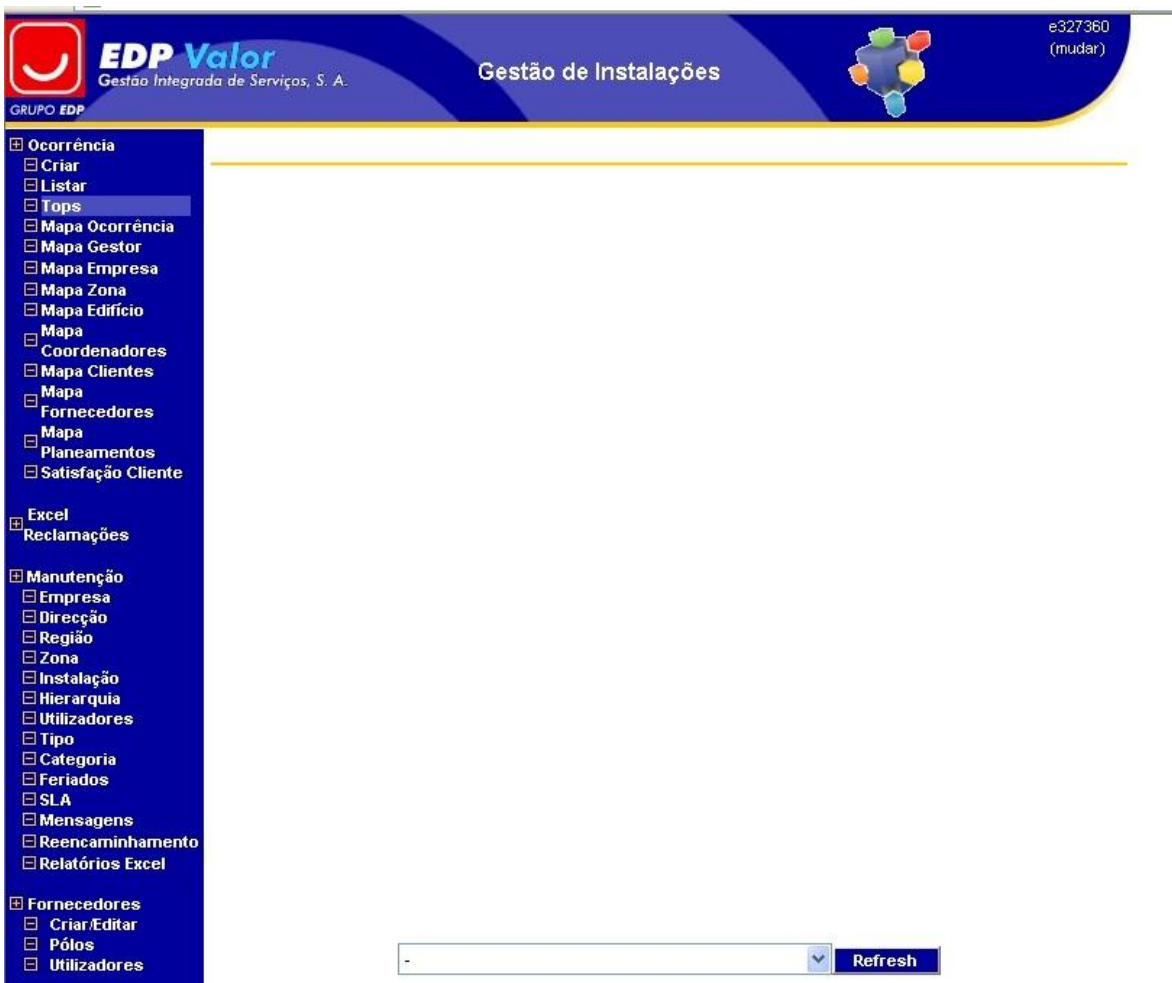 EDP Valor
Gestão Integrada de Serviços, S. A.
GRUPO EDP
Gestão de Instalações
e327360
(mudar)
Ocorrência
Criar
Listar
Tops
Mapa Ocorrência
Mapa Gestor
Mapa Empresa
Mapa Zona
Mapa Edifício
Mapa
Coordenadores
Mapa Clientes
Mapa
Fornecedores
Mapa
Planeamentos
Satisfação Cliente
Excel
Reclamações
Manutenção
Empresa
Direcção
Região
Zona
Instalação
Hierarquia
Utilizadores
Tipo
Categoria
Feriados
SLA
Mensagens
Reencaminhamento
Relatórios Excel
Fornecedores
Criar/Editar
Pólos
Utilizadores
-
Refresh